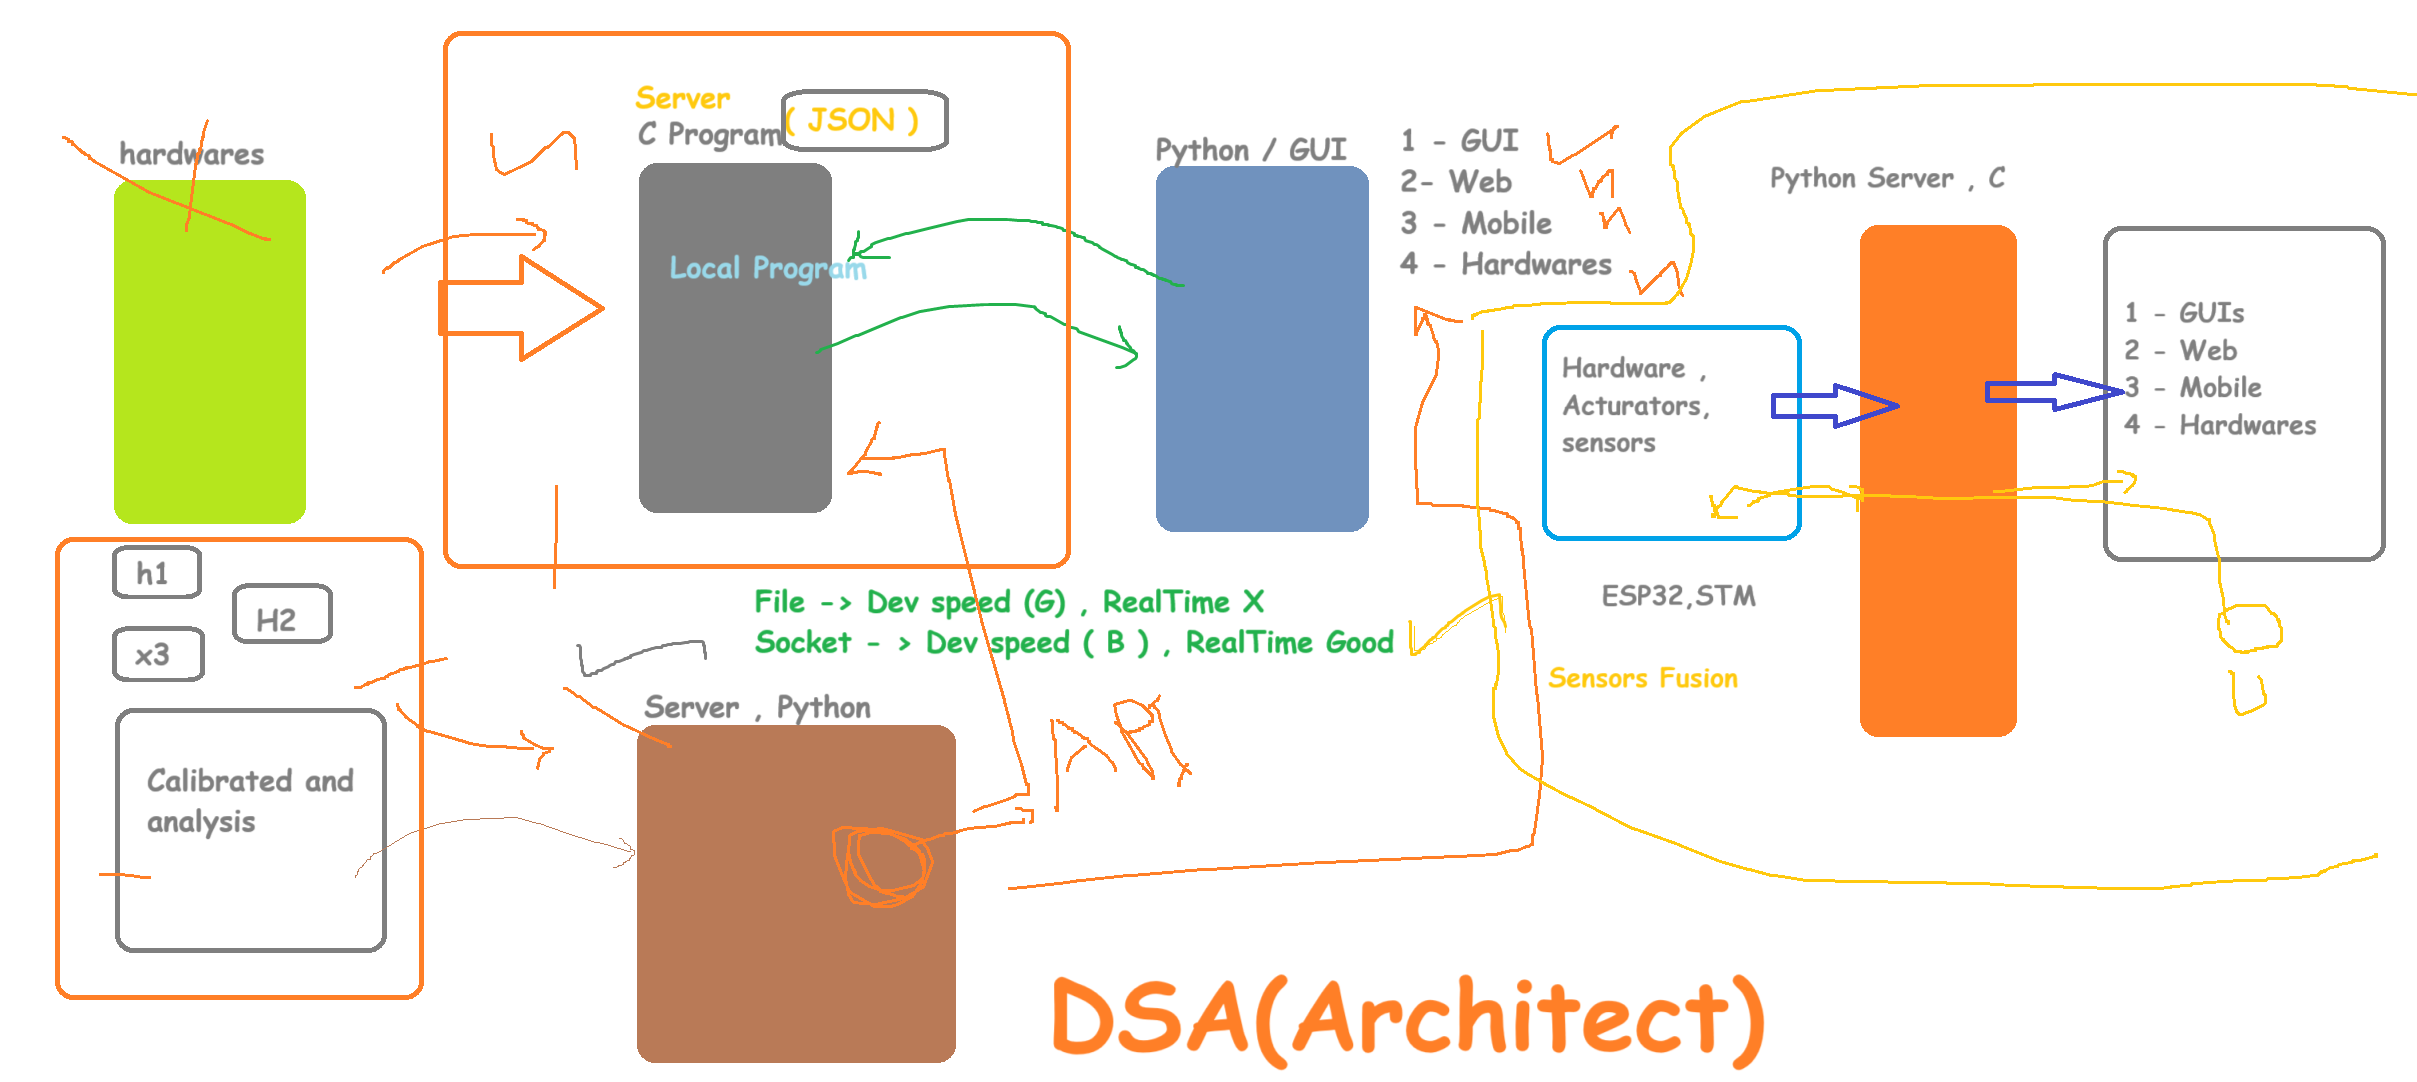 hardwares
Server
( JSON )
C Program
Local Program
Python / GUI
1 - GUI
2- Web
3 - Mobile
4 - Hardwares
Python Server , C
Hardware ,
Acturators,
sensors
1 - GUIs
2 - Web
3 - Mobile
4 - Hardwares
ESP32,STM
Sensors Fusion
h1
H2
x3
Calibrated and
analysis
File -> Dev speed (G) , RealTime X
Socket - > Dev speed ( B ) , RealTime Good
Server , Python
API
DSA(Architect)